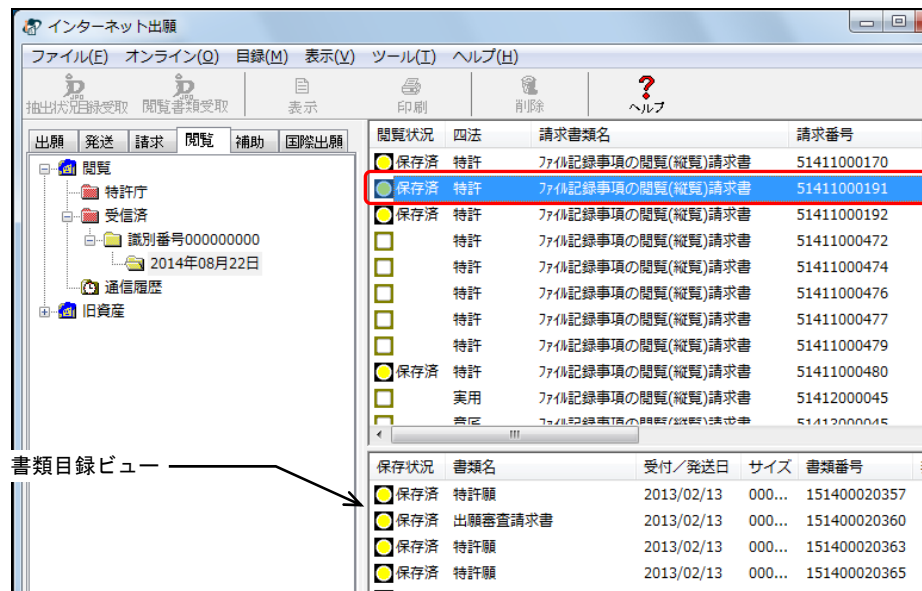 インターネット出願
ファイル(F) オンライン(O) 目録(M) 表示(V) ツール(T) ヘルプ(H)
抽出状況目録受取 閲覧書類受取 表示 印刷 削除 ヘルプ
出願 発送 請求 閲覧 補助 国際出願
閲覧
特許庁
受信済
識別番号000000000
2014年08月22日
通信履歴
旧資産
閲覧状況 四法 請求書類名 請求番号
保存済 特許 ファイル記録事項の閲覧(縦覧)請求書 51411000170
保存済 特許 ファイル記録事項の閲覧(縦覧)請求書 51411000191
保存済 特許 ファイル記録事項の閲覧(縦覧)請求書 51411000192
特許 ファイル記録事項の閲覧(縦覧)請求書 51411000472
特許 ファイル記録事項の閲覧(縦覧)請求書 51411000474
特許 ファイル記録事項の閲覧(縦覧)請求書 51411000476
特許 ファイル記録事項の閲覧(縦覧)請求書 51411000477
特許 ファイル記録事項の閲覧(縦覧)請求書 51411000479
保存済 特許 ファイル記録事項の閲覧(縦覧)請求書 51411000480
実用 ファイル記録事項の閲覧(縦覧)請求書 51412000045
意匠 ファイル記録事項の閲覧(縦覧)請求書 51413000045
書類目録ビュー
保存状況 書類名 受付／発送日 サイズ 書類番号
保存済 特許願 2013/02/13 000... 151400020357
保存済 出願審査請求書 2013/02/13 000... 151400020360
保存済 特許願 2013/02/13 000... 151400020363
保存済 特許願 2013/02/13 000... 151400020365